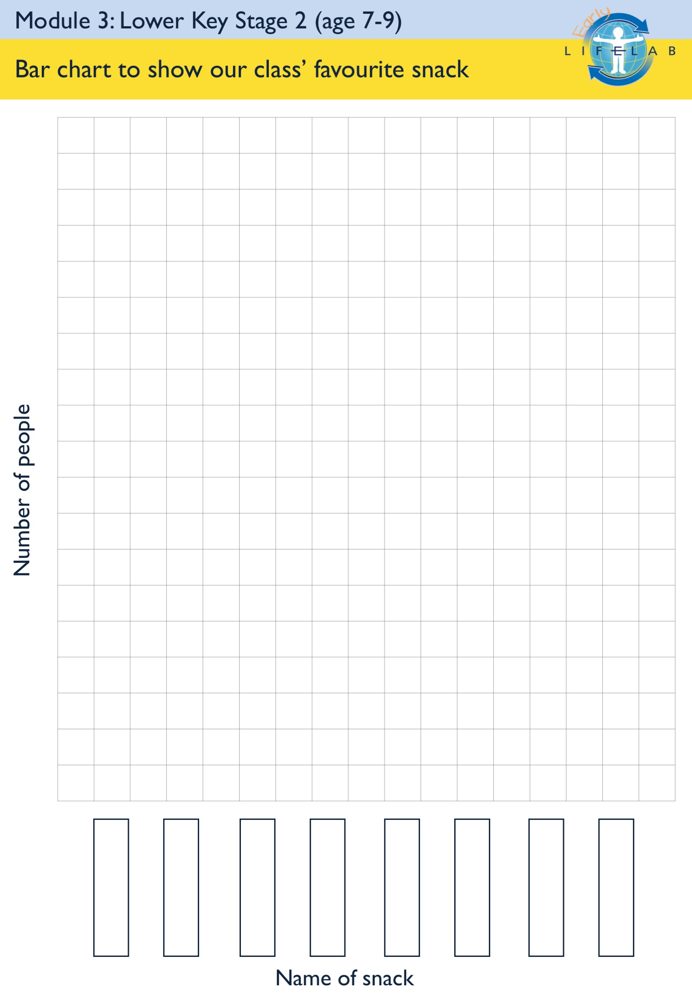 Module 3: Lower Key Stage 2 (age 7-9)
Early
LIFELAB
Bar chart to show our class’ favourite snack
Number of people
Name of snack